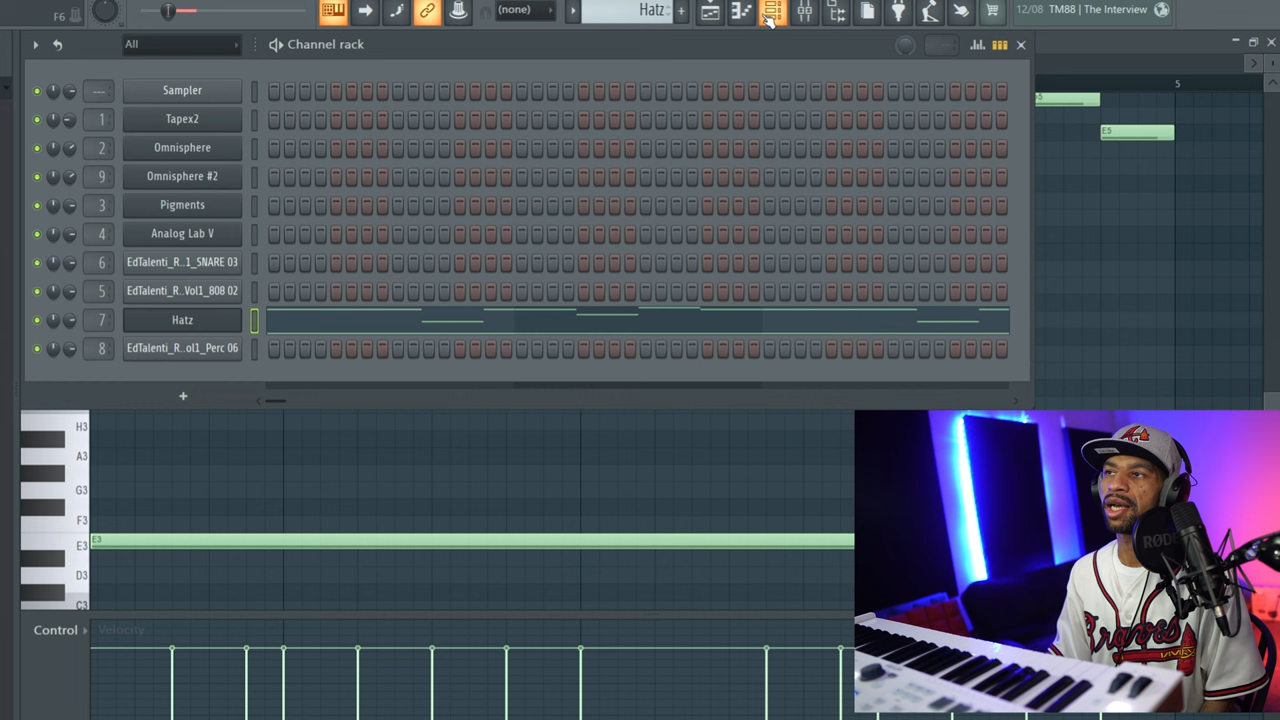 F6
(none)
Hatz
12/08 TM88 | The Interview
All
Channel rack
Sampler
1 Tapex2
2 Omnisphere
9 Omnisphere #2
3 Pigments
4 Analog Lab V
6 EdTalenti_R..1_SNARE 03
5 EdTalenti_R..Vol1_808 02
7 Hatz
8 EdTalenti_R...ol1_Perc 06
5
E5
H3
A3
G3
F3
E3
E3
D3
C3
Control
Velocity
RØDE
Braves